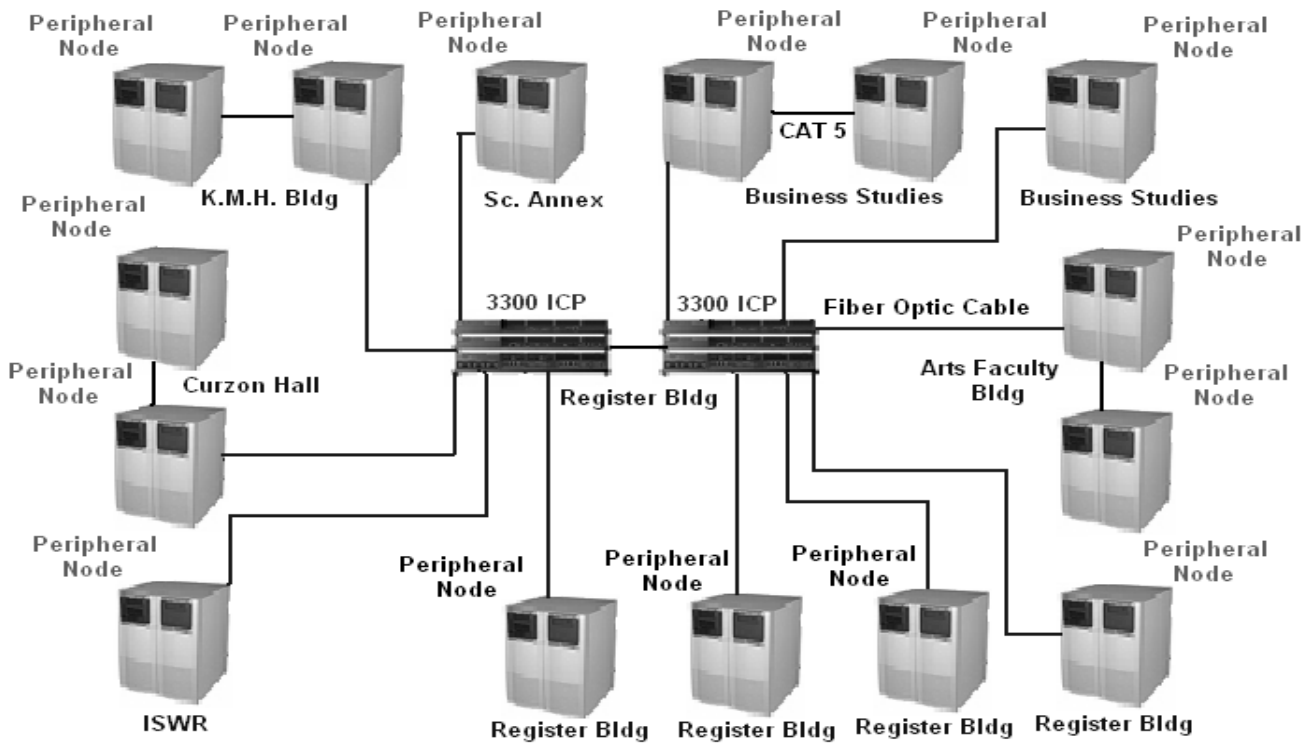 Peripheral
Node
Peripheral
Node
Peripheral
Node
Peripheral
Node
Peripheral
Node
Peripheral
Node
CAT 5
K.M.H. Bldg
Sc. Annex
Business Studies
Business Studies
Peripheral
Node
Peripheral
Node
3300 ICP
3300 ICP
Fiber Optic Cable
Peripheral
Node
Curzon Hall
Register Bldg
Arts Faculty
Bldg
Peripheral
Node
Peripheral
Node
Peripheral
Node
Peripheral
Node
Peripheral
Node
Peripheral
Node
ISWR
Register Bldg
Register Bldg
Register Bldg
Register Bldg